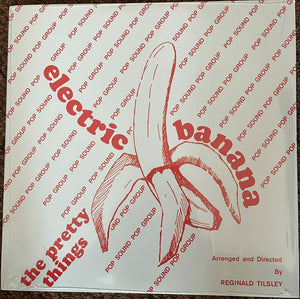 POP SOUND POP GROUP
electric
banana
the pretty
things
Arranged and Directed
By
REGINALD TILSLEY